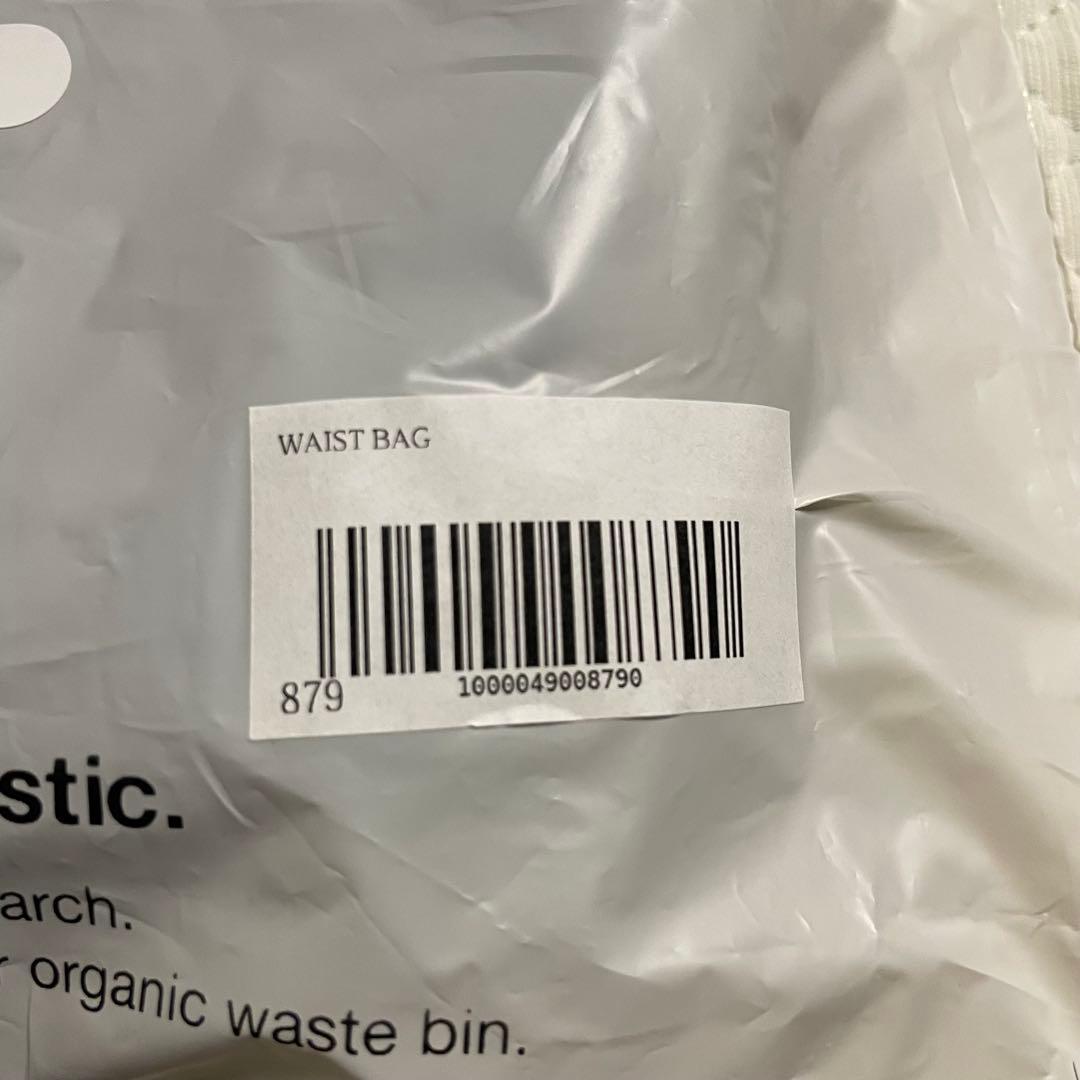 WAIST BAG
879
1000049008790
stic.
arch.
organic waste bin.